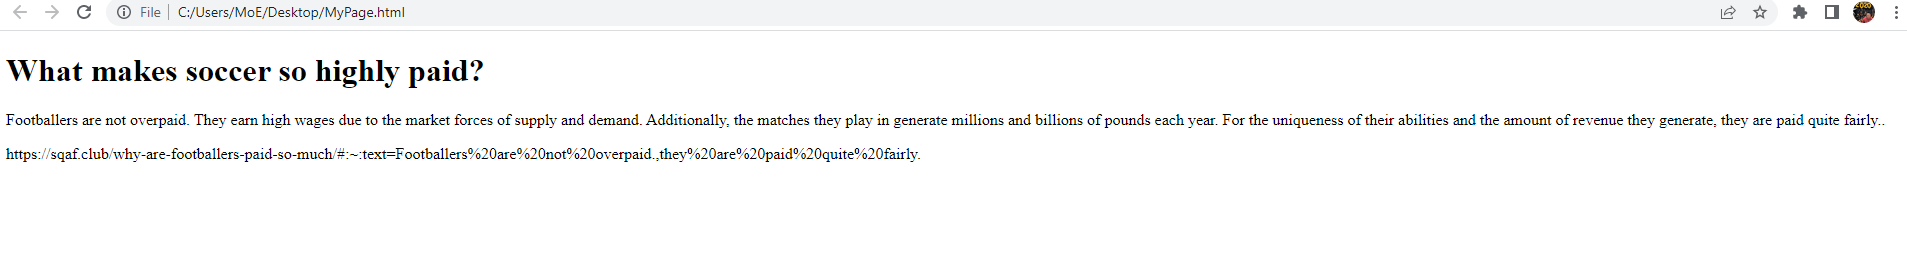 File | C:/Users/MoE/Desktop/MyPage.html
What makes soccer so highly paid?
Footballers are not overpaid. They earn high wages due to the market forces of supply and demand. Additionally, the matches they play in generate millions and billions of pounds each year. For the uniqueness of their abilities and the amount of revenue they generate, they are paid quite fairly..
https://sqaf.club/why-are-footballers-paid-so-much/#:~:text=Footballers%20are%20not%20overpaid.,they%20are%20paid%20quite%20fairly.